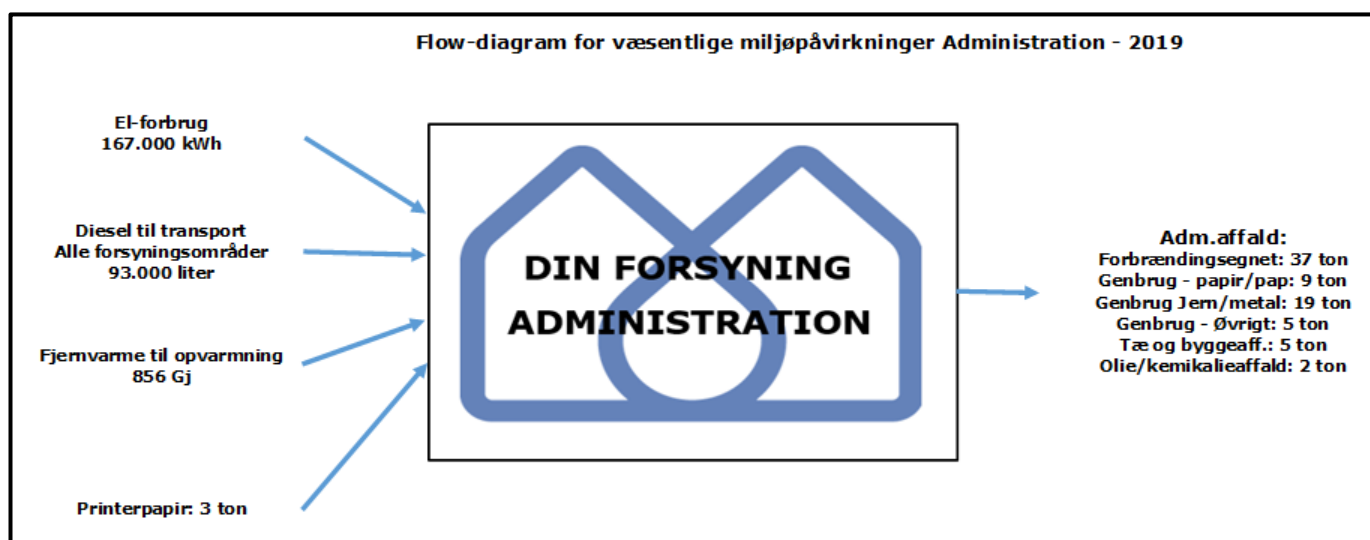 Flow-diagram for væsentlige miljøpåvirkninger Administration - 2019
El-forbrug
167.000 kWh
Diesel til transport
Alle forsyningsområder
93.000 liter
Fjernvarme til opvarmning
856 Gj
Printerpapir: 3 ton
DIN FORSYNING
ADMINISTRATION
Adm.affald:
Forbrændingsegnet: 37 ton
Genbrug - papir/pap: 9 ton
Genbrug Jern/metal: 19 ton
Genbrug - Øvrigt: 5 ton
Tæ og byggeaff.: 5 ton
Olie/kemikalieaffald: 2 ton